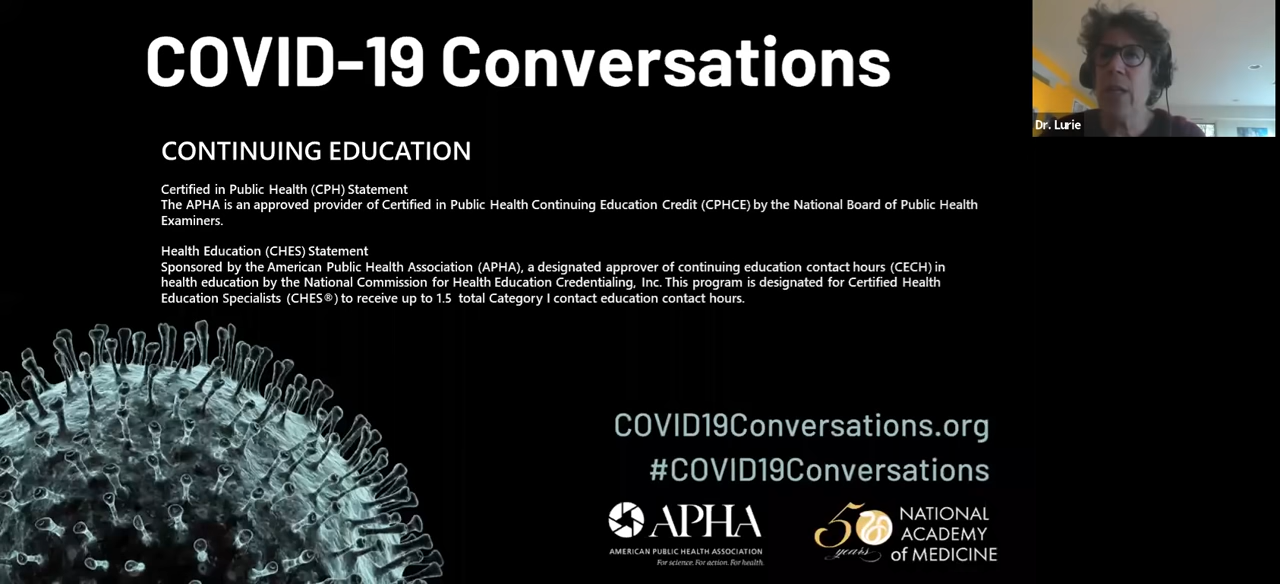 COVID-19 Conversations
Dr. Lurie
CONTINUING EDUCATION
Certified in Public Health (CPH) Statement
The APHA is an approved provider of Certified in Public Health Continuing Education Credit (CPHCE) by the National Board of Public Health
Examiners.
Health Education (CHES) Statement
Sponsored by the American Public Health Association (APHA), a designated approver of continuing education contact hours (CECH) in
health education by the National Commission for Health Education Credentialing, Inc. This program is designated for Certified Health
Education Specialists (CHES®) to receive up to 1.5 total Category I contact education contact hours.
COVID19Conversations.org
#COVID19Conversations
APHA
AMERICAN PUBLIC HEALTH ASSOCIATION
For science. For action. For health.
50
years
NATIONAL
ACADEMY
of MEDICINE